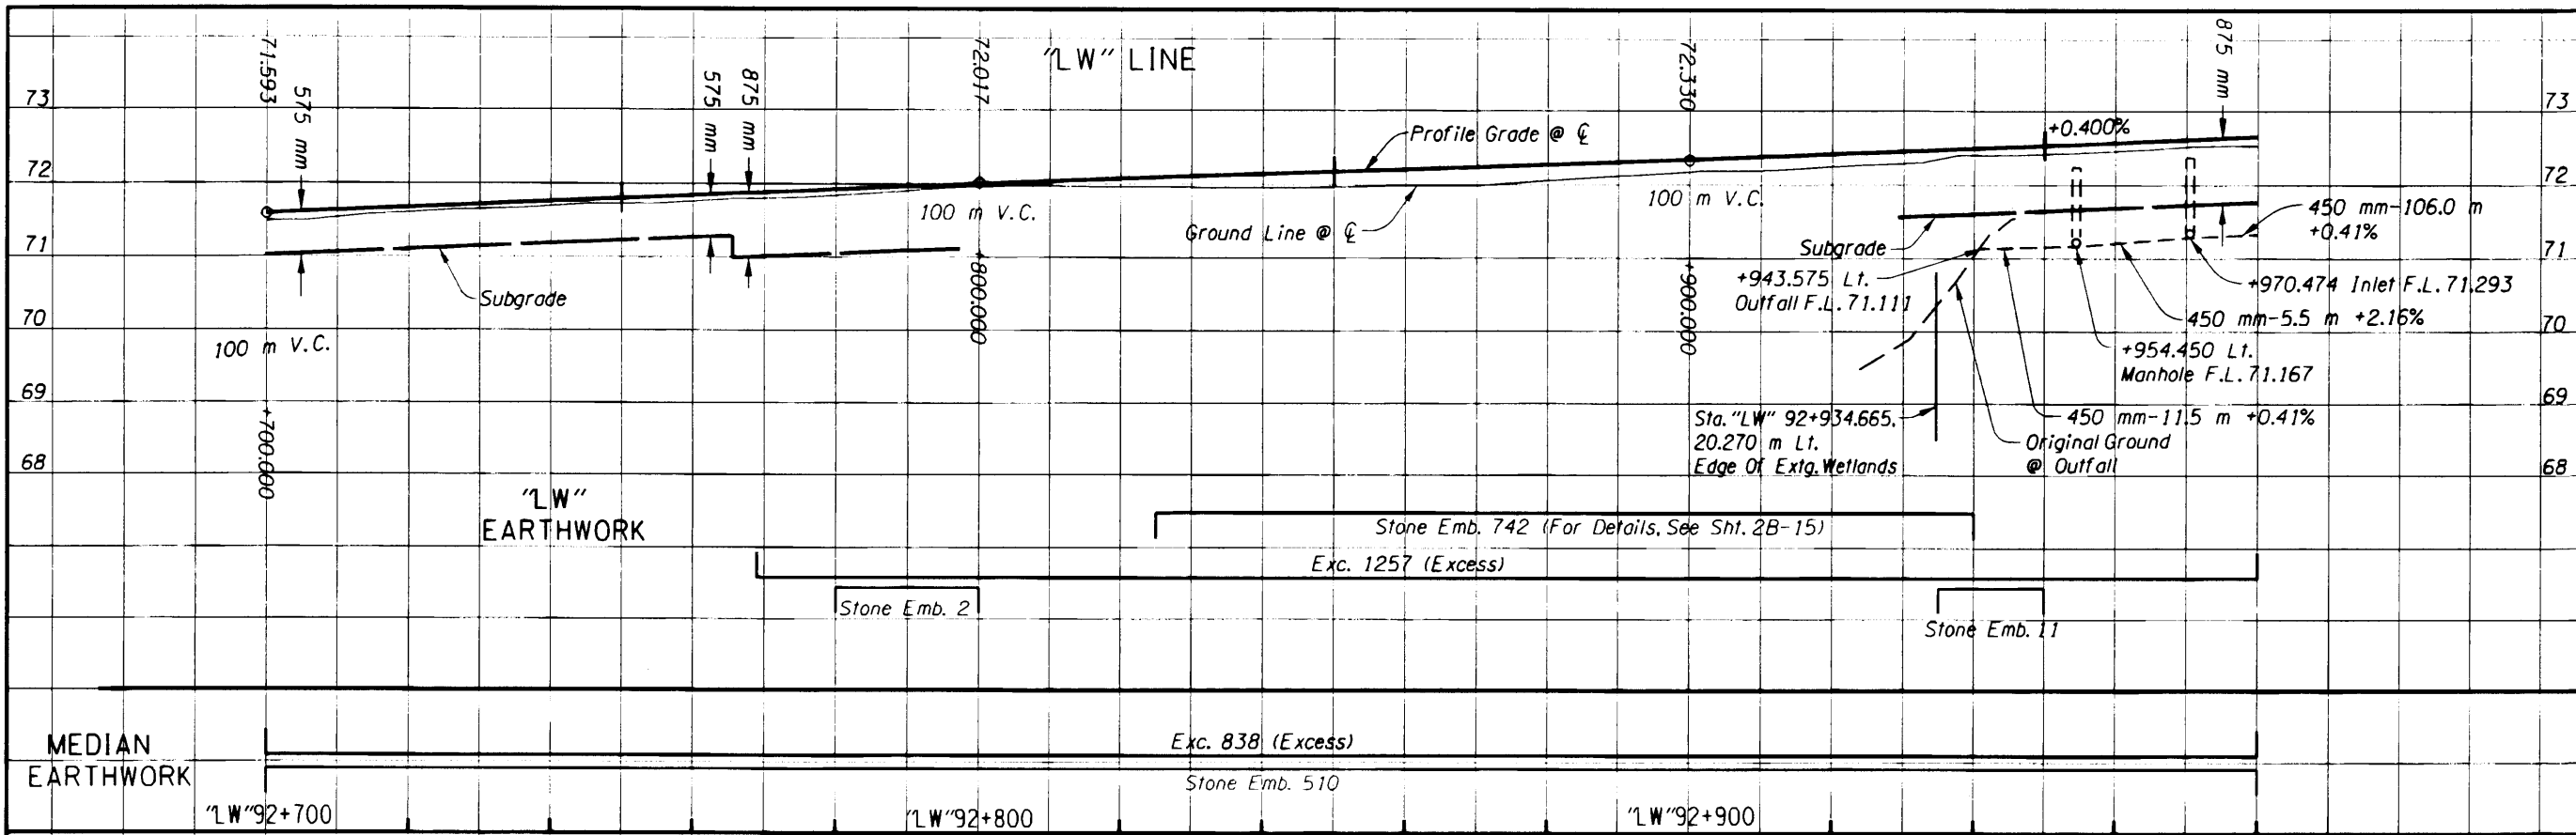 "LW" LINE
71.593
575 mm
575 mm
875 mm
72.017
72.330
875 mm
73
73
Profile Grade @ ℄
+0.400%
72
72
100 m V.C.
100 m V.C.
450 mm-106.0 m
+0.41%
Ground Line @ ℄
Subgrade
71
71
+943.575 Lt.
Outfall F.L. 71.111
+970.474 Inlet F.L. 71.293
Subgrade
+800.000
+900.000
70
70
450 mm-5.5 m +2.16%
100 m V.C.
+954.450 Lt.
Manhole F.L. 71.167
69
69
+700.000
Sta. "LW" 92+934.665,
20.270 m Lt.
Edge Of Extg. Wetlands
450 mm-11.5 m +0.41%
Original Ground
@ Outfall
68
68
"LW"
EARTHWORK
Stone Emb. 742 (For Details, See Sht. 2B-15)
Exc. 1257 (Excess)
Stone Emb. 2
Stone Emb. 11
MEDIAN
EARTHWORK
Exc. 838 (Excess)
Stone Emb. 510
"LW"92+700
"LW"92+800
"LW"92+900